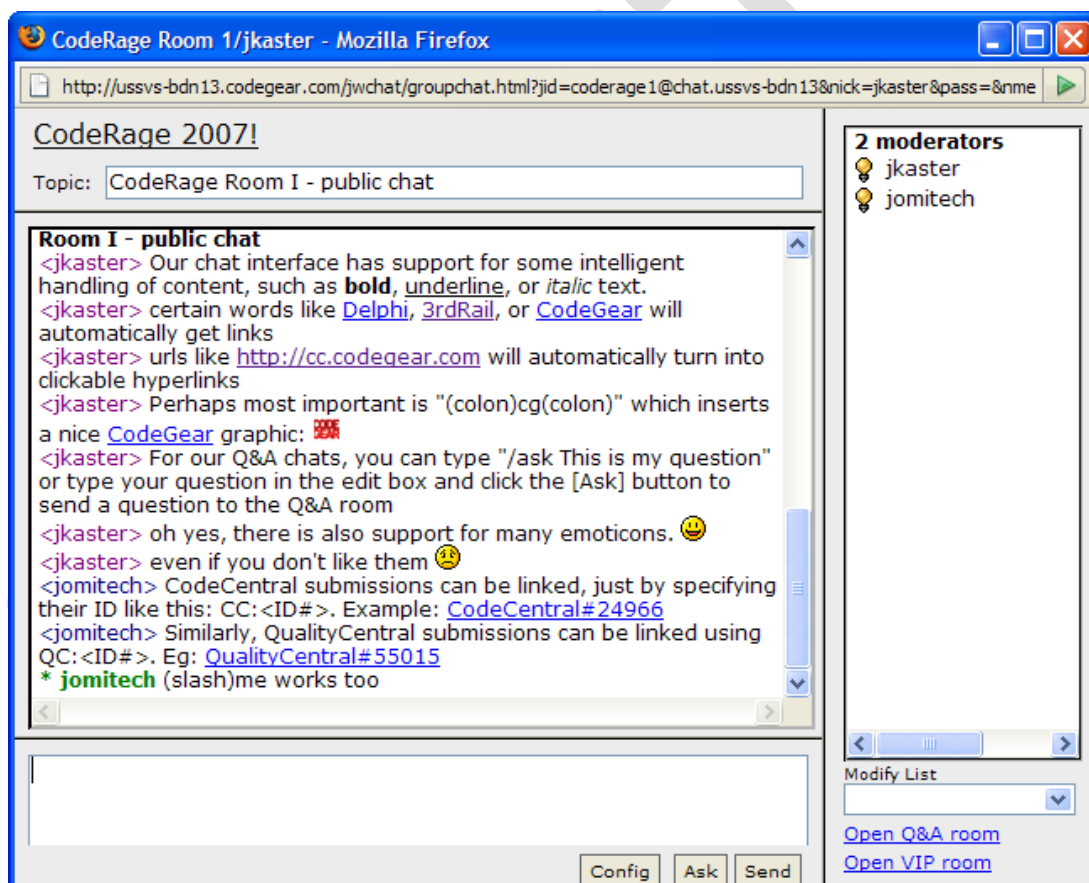 CodeRage Room 1/jkaster - Mozilla Firefox
http://ussvs-bdn13.codegear.com/jwchat/groupchat.html?jid=coderage1@chat.ussvs-bdn13&nick=jkaster&pass=&nme
CodeRage 2007!
Topic: CodeRage Room I - public chat
Room I - public chat
<jkaster> Our chat interface has support for some intelligent
handling of content, such as bold, underline, or italic text.
<jkaster> certain words like Delphi, 3rdRail, or CodeGear will
automatically get links
<jkaster> urls like http://cc.codegear.com will automatically turn into
clickable hyperlinks
<jkaster> Perhaps most important is "(colon)cg(colon)" which inserts
a nice CodeGear graphic: CODE GEAR
<jkaster> For our Q&A chats, you can type "/ask This is my question"
or type your question in the edit box and click the [Ask] button to
send a question to the Q&A room
<jkaster> oh yes, there is also support for many emoticons.
<jkaster> even if you don't like them
<jomitech> CodeCentral submissions can be linked, just by specifying
their ID like this: CC:<ID#>. Example: CodeCentral#24966
<jomitech> Similarly, QualityCentral submissions can be linked using
QC:<ID#>. Eg: QualityCentral#55015
* jomitech (slash)me works too
Config Ask Send
2 moderators
jkaster
jomitech
Modify List
Open Q&A room
Open VIP room